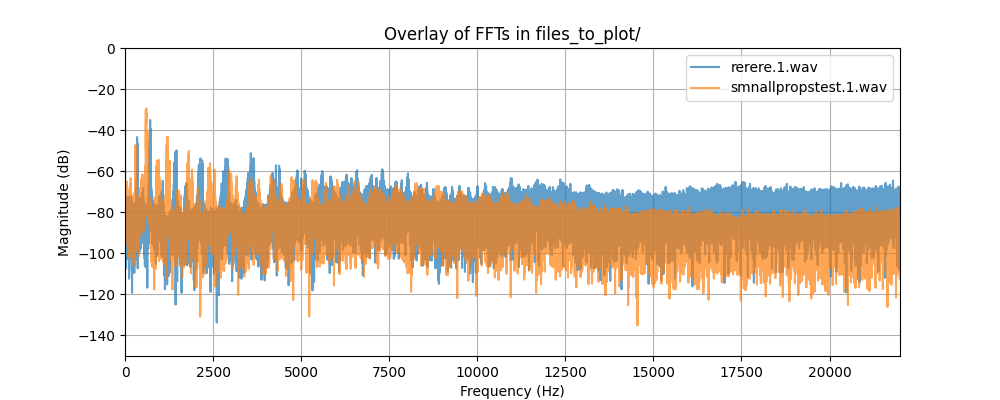 Overlay of FFTs in files_to_plot/
rerere.1.wav
smnallpropstest.1.wav
Magnitude (dB)
0
−20
−40
−60
−80
−100
−120
−140
0 2500 5000 7500 10000 12500 15000 17500 20000
Frequency (Hz)